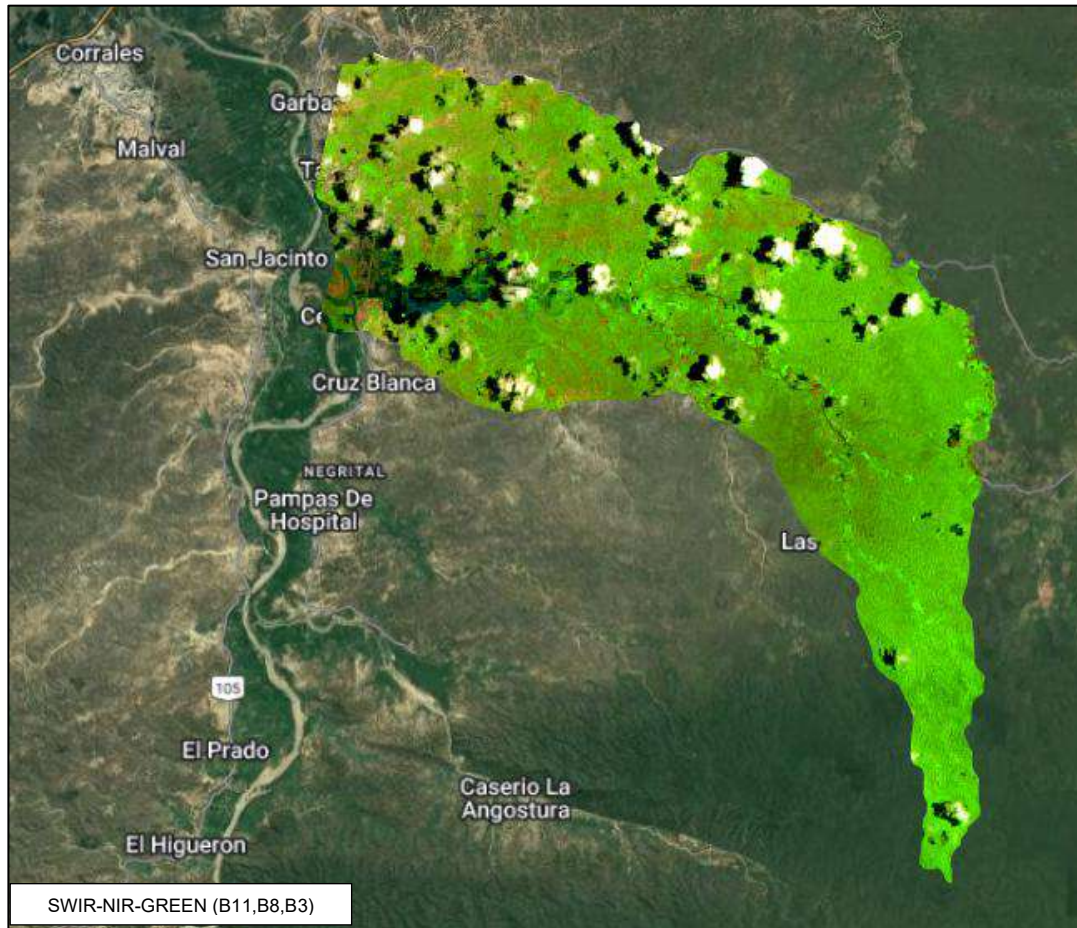 Corrales
Garba
Malval
Ta
San Jacinto
Ce
Cruz Blanca
NEGRITAL
Pampas De
Hospital
Las
105
El Prado
Caserio La
Angostura
El Higueron
SWIR-NIR-GREEN (B11,B8,B3)